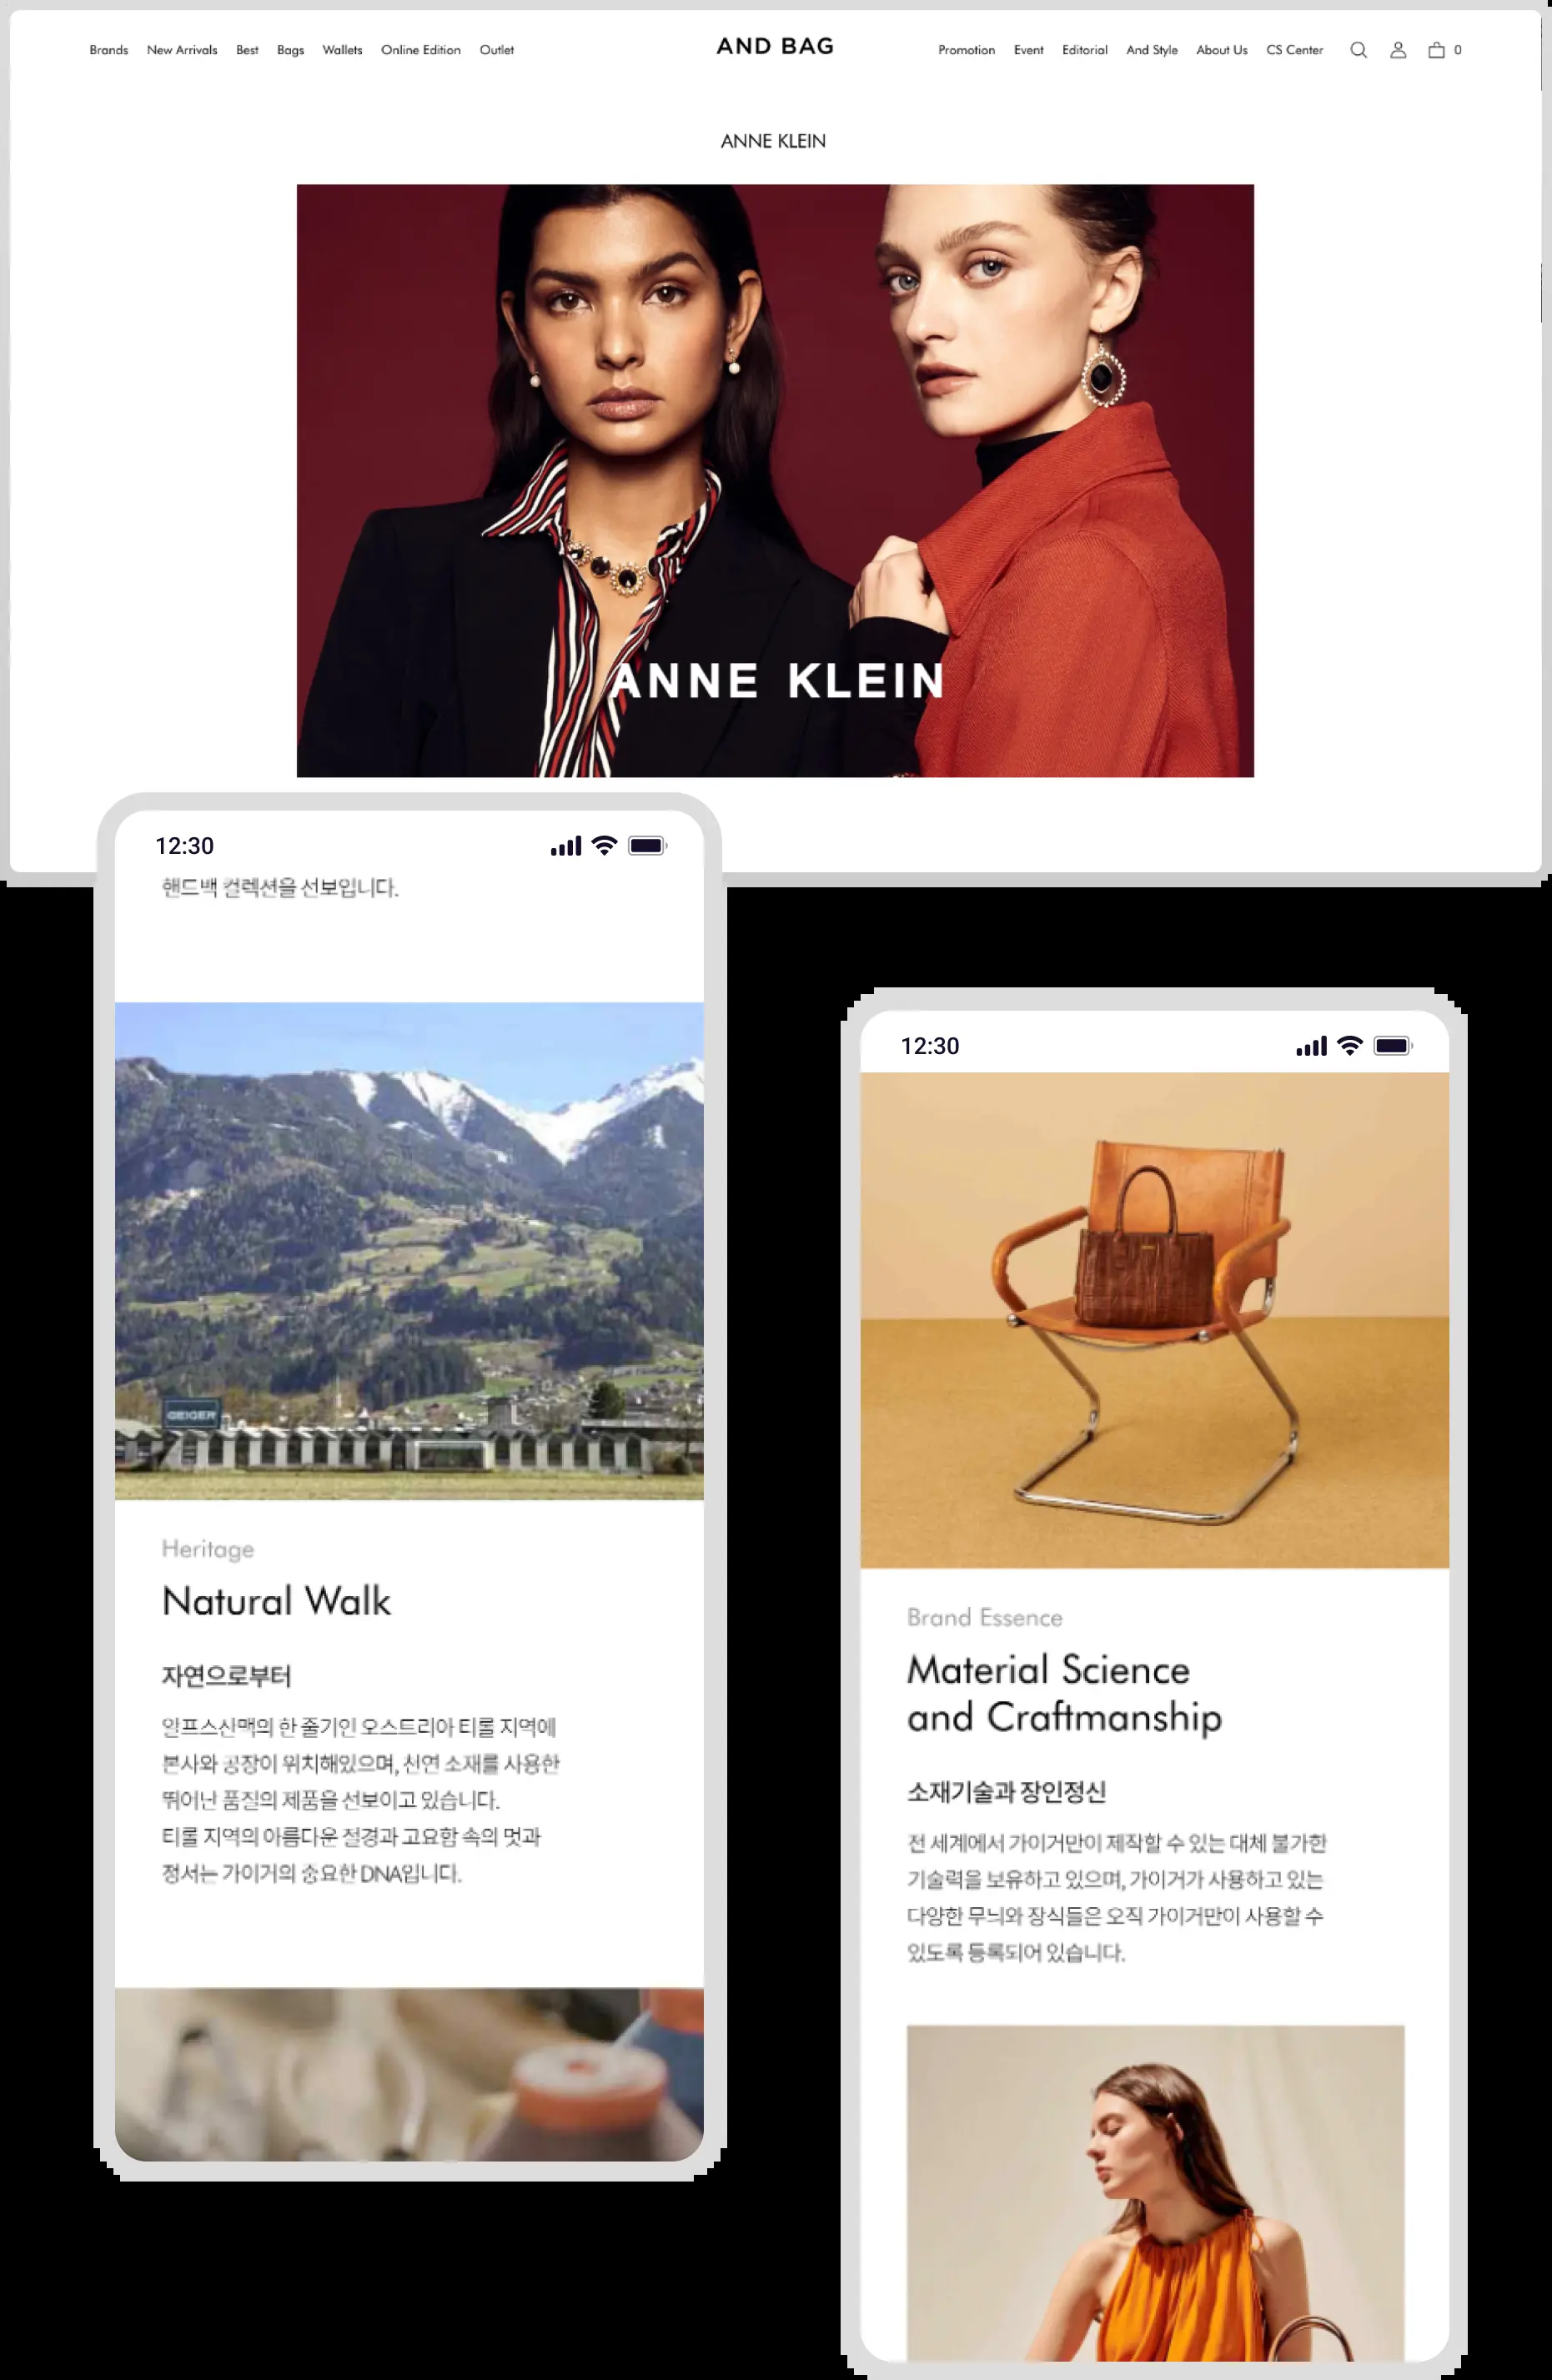 Brands New Arrivals Best Bags Wallets Online Edition Outlet
AND BAG
Promotion Event Editorial And Style About Us CS Center 0
ANNE KLEIN
ANNE KLEIN
12:30
핸드백 컬렉션을 선보입니다.
GEIGER
Heritage
Natural Walk
자연으로부터
알프스산맥의 한 줄기인 오스트리아 티롤 지역에
본사와 공장이 위치해있으며, 천연 소재를 사용한
뛰어난 품질의 제품을 선보이고 있습니다.
티롤 지역의 아름다운 절경과 고요함 속의 멋과
정서는 가이거의 중요한 DNA입니다.
12:30
Brand Essence
Material Science
and Craftmanship
소재기술과 장인정신
전 세계에서 가이거만이 제작할 수 있는 대체 불가한
기술력을 보유하고 있으며, 가이거가 사용하고 있는
다양한 무늬와 장식들은 오직 가이거만이 사용할 수
있도록 등록되어 있습니다.